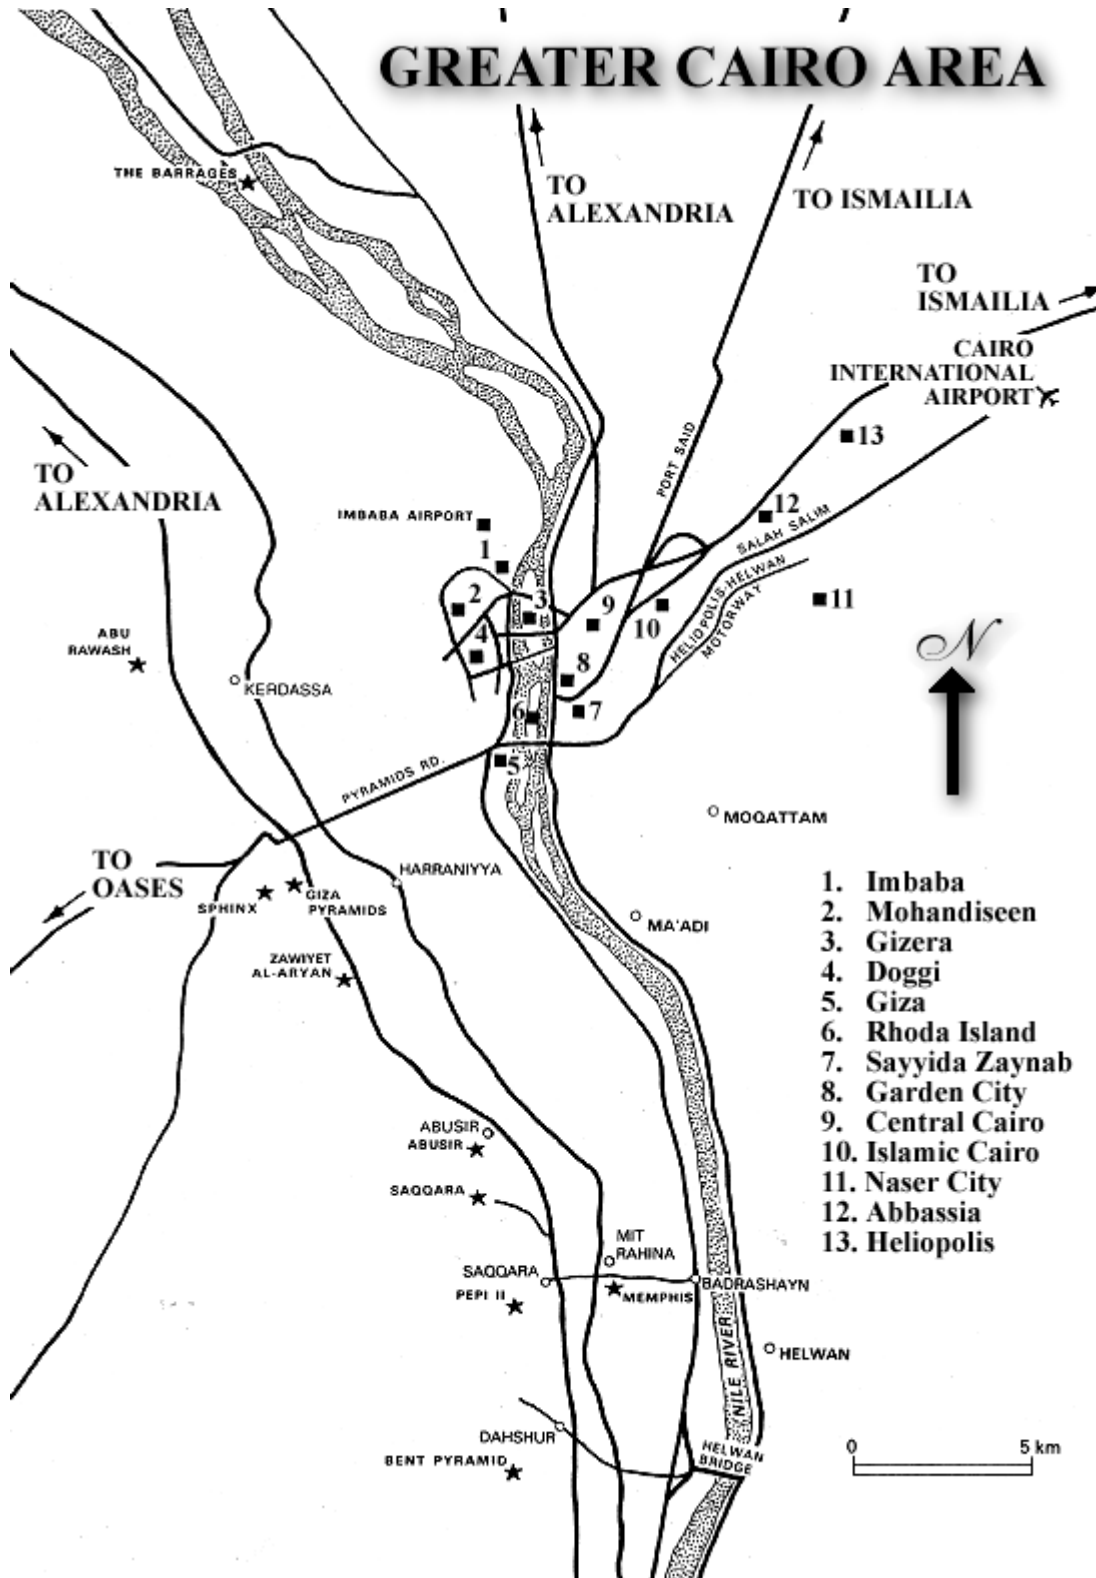 GREATER CAIRO AREA
THE BARRAGES
TO
ALEXANDRIA
TO ISMAILIA
TO
ISMAILIA
CAIRO
INTERNATIONAL
AIRPORT
13
PORT SAID
TO
ALEXANDRIA
IMBABA AIRPORT
12
SALAH SALIM
1
HELIOPOLIS-HELWAN
MOTORWAY
2
3
9
10
11
4
ABU
RAWASH
KERDASSA
8
N
6
7
5
PYRAMIDS RD.
MOQATTAM
TO
OASES
HARRANIYYA
SPHINX
GIZA
PYRAMIDS
MA'ADI
ZAWIYET
AL-ARYAN
1. Imbaba
2. Mohandiseen
3. Gizera
4. Doggi
5. Giza
6. Rhoda Island
7. Sayyida Zaynab
8. Garden City
9. Central Cairo
10. Islamic Cairo
11. Naser City
12. Abbassia
13. Heliopolis
ABUSIR
ABUSIR
SAQQARA
MIT
RAHINA
SAQQARA
PEPI II
MEMPHIS
BADRASHAYN
NILE RIVER
HELWAN
DAHSHUR
BENT PYRAMID
HELWAN
BRIDGE
0 5 km